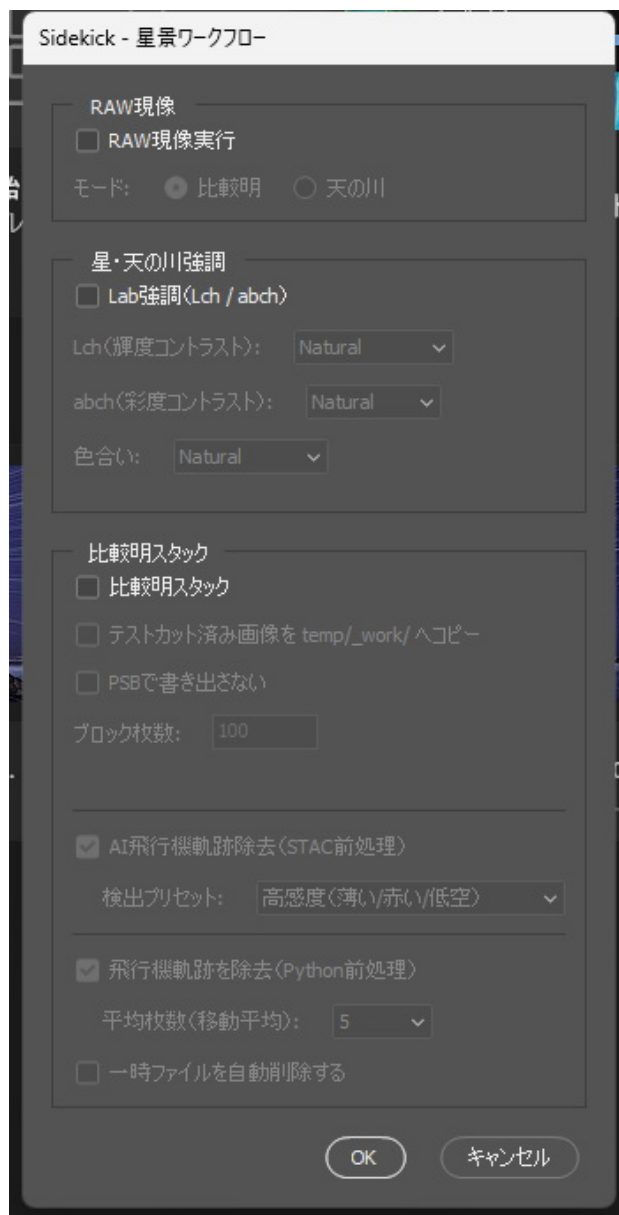 Sidekick - 星景ワークフロー
RAW現像
RAW現像実行
モード: 比較明 天の川
星・天の川強調
Lab強調(Lch / abch)
Lch(輝度コントラスト): Natural
abch(彩度コントラスト): Natural
色合い: Natural
比較明スタック
比較明スタック
テストカット済み画像を temp/_work/ へコピー
PSBで書き出さない
ブロック枚数: 100
AI飛行機軌跡除去(STAC前処理)
検出プリセット: 高感度(薄い/赤い/低空)
飛行機軌跡を除去(Python前処理)
平均枚数(移動平均): 5
一時ファイルを自動削除する
OK キャンセル